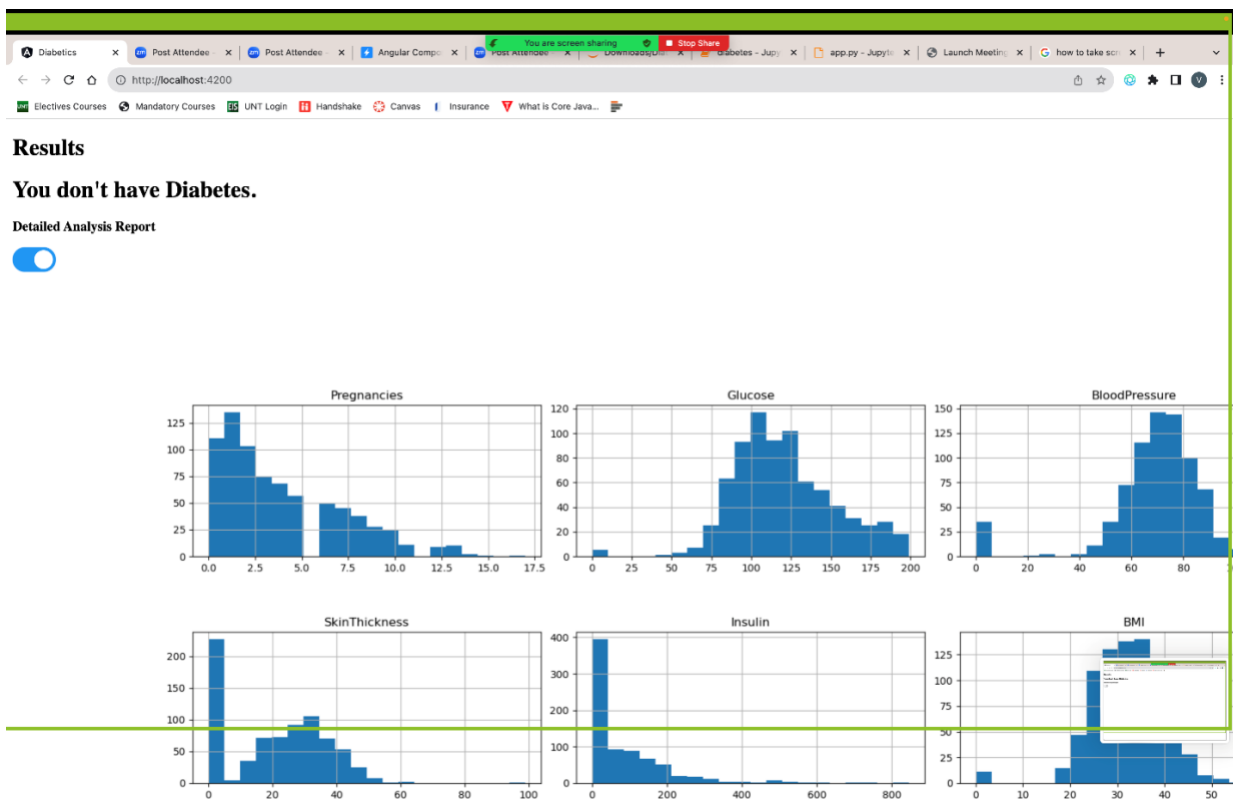 You are screen sharing Stop Share
Diabetics Post Attendee - Post Attendee - Angular Compo Post Attendee Downloads/Dia diabetes - Jupy app.py - Jupyte Launch Meeting how to take scr
http://localhost:4200 V
UNT Electives Courses Mandatory Courses EIS UNT Login Handshake Canvas Insurance What is Core Java...
Results
You don't have Diabetes.
Detailed Analysis Report
Pregnancies Glucose BloodPressure
125 100 75 50 25 0
0.0 2.5 5.0 7.5 10.0 12.5 15.0 17.5
120 100 80 60 40 20 0
0 25 50 75 100 125 150 175 200
150 125 100 75 50 25 0
0 20 40 60 80
SkinThickness Insulin BMI
200 150 100 50 0
0 20 40 60 80 100
400 300 200 100 0
0 200 400 600 800
125 100 75 50 25 0
0 10 20 30 40 50